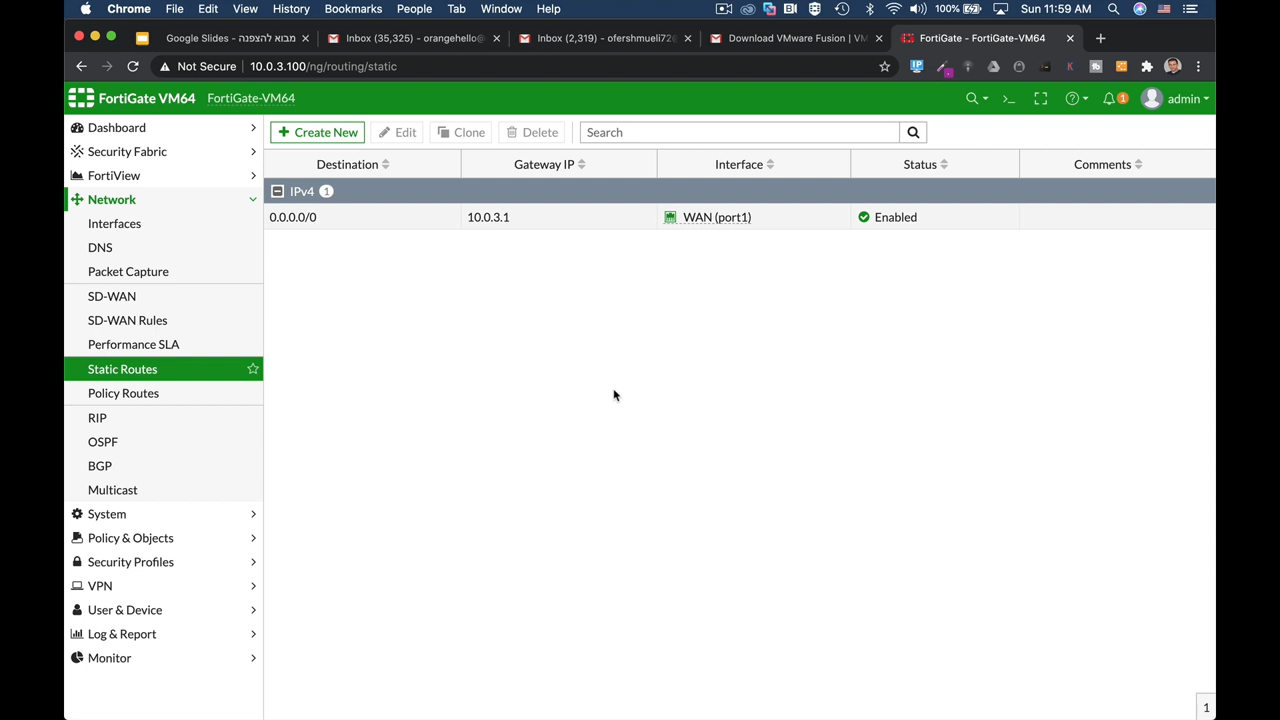 Chrome File Edit View History Bookmarks People Tab Window Help 100% Sun 11:59 AM
Google Slides - מבוא להצפנה Inbox (35,325) - orangehello@ Inbox (2,319) - ofershmueli72@ Download VMware Fusion | VM FortiGate - FortiGate-VM64
Not Secure 10.0.3.100/ng/routing/static
FortiGate VM64 FortiGate-VM64 1 admin
Dashboard
Security Fabric
FortiView
Network
Interfaces
DNS
Packet Capture
SD-WAN
SD-WAN Rules
Performance SLA
Static Routes
Policy Routes
RIP
OSPF
BGP
Multicast
System
Policy & Objects
Security Profiles
VPN
User & Device
Log & Report
Monitor
Create New Edit Clone Delete Search
Destination Gateway IP Interface Status Comments
IPv4 1
0.0.0.0/0 10.0.3.1 WAN (port1) Enabled
1